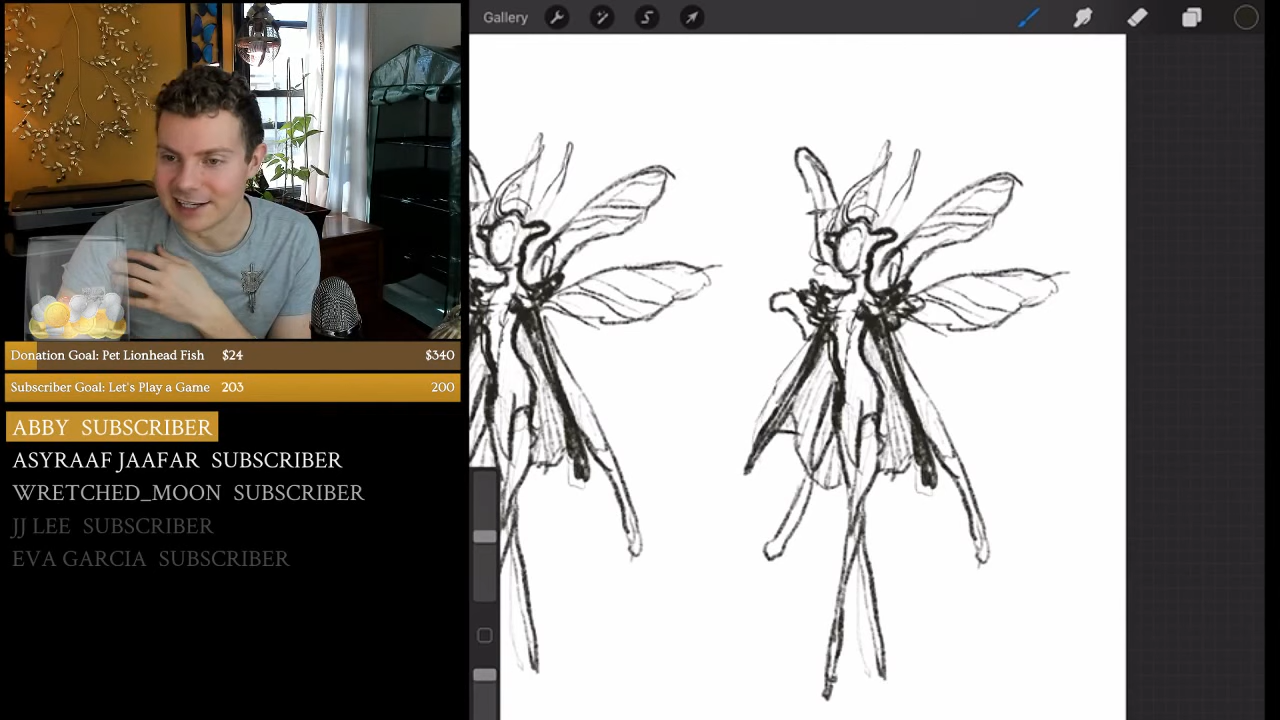 Gallery
Donation Goal: Pet Lionhead Fish $24 $340
Subscriber Goal: Let's Play a Game 203 200
ABBY SUBSCRIBER
ASYRAAF JAAFAR SUBSCRIBER
WRETCHED_MOON SUBSCRIBER
JJ LEE SUBSCRIBER
EVA GARCIA SUBSCRIBER